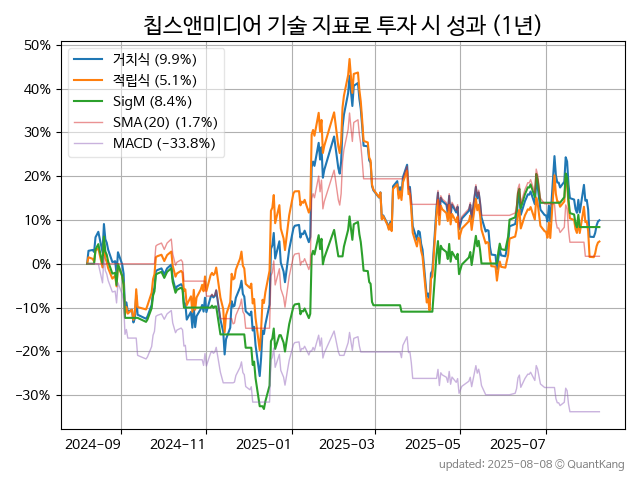 칩스앤미디어 기술 지표로 투자 시 성과 (1년)
50%
40%
30%
20%
10%
0%
−10%
−20%
−30%
거치식 (9.9%)
적립식 (5.1%)
SigM (8.4%)
SMA(20) (1.7%)
MACD (−33.8%)
2024-09
2024-11
2025-01
2025-03
2025-05
2025-07
updated: 2025-08-08 © QuantKang